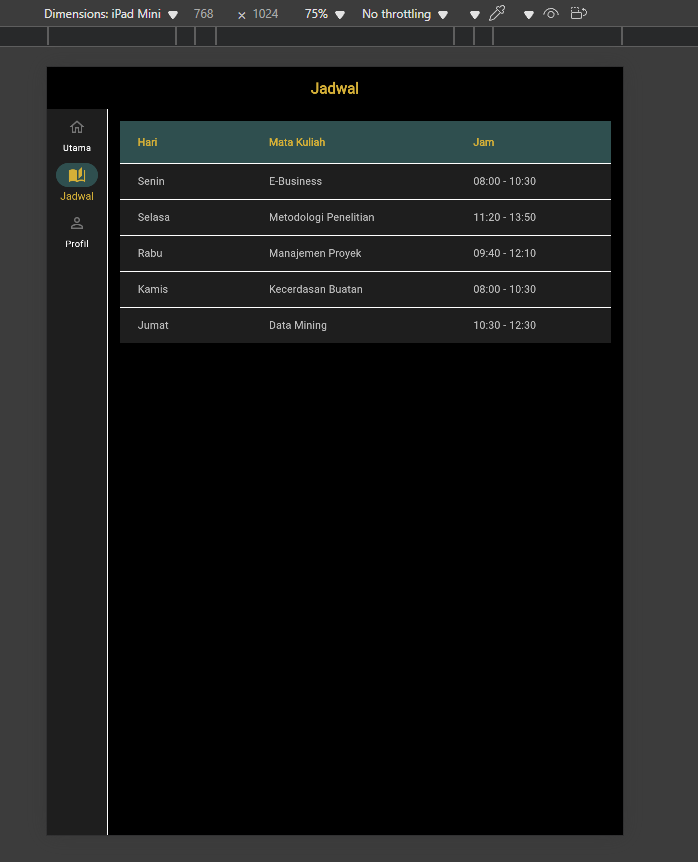 Dimensions: iPad Mini 768 × 1024 75% No throttling
Jadwal
Utama
Jadwal
Profil
Hari Mata Kuliah Jam
Senin E-Business 08:00 - 10:30
Selasa Metodologi Penelitian 11:20 - 13:50
Rabu Manajemen Proyek 09:40 - 12:10
Kamis Kecerdasan Buatan 08:00 - 10:30
Jumat Data Mining 10:30 - 12:30